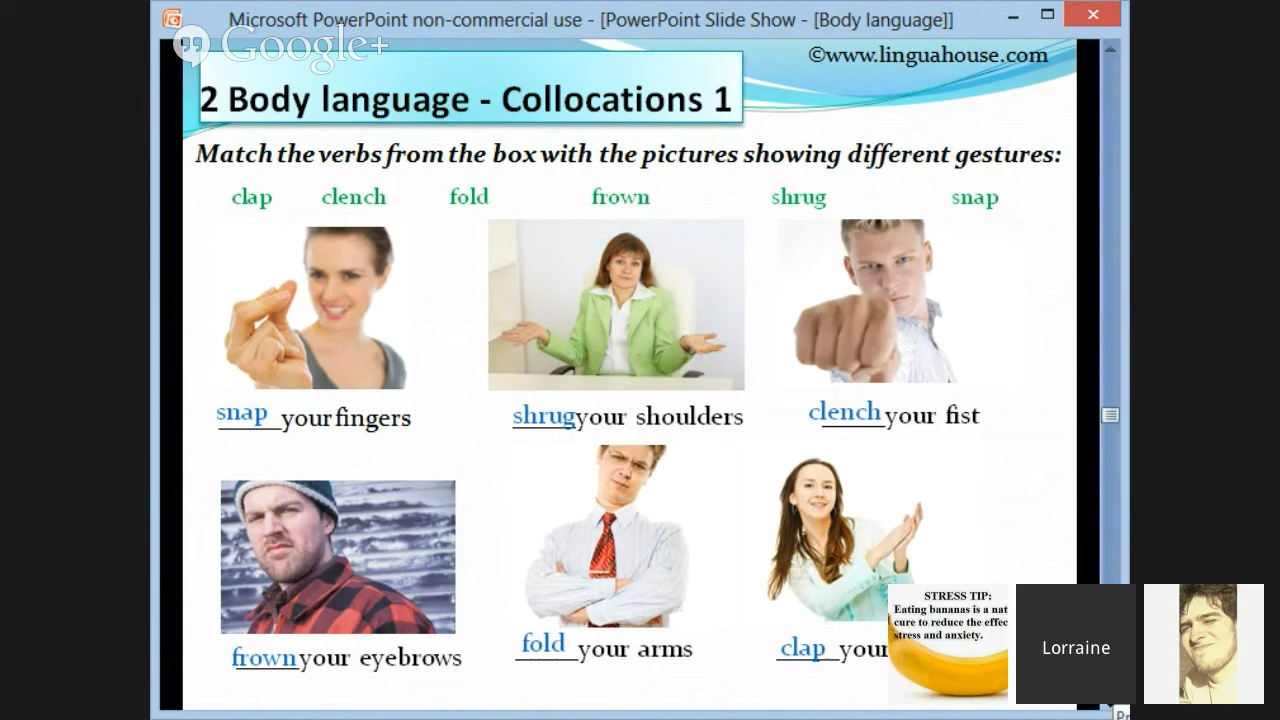 Microsoft PowerPoint non-commercial use - [PowerPoint Slide Show - [Body language]]
Google+
©www.linguahouse.com
2 Body language - Collocations 1
Match the verbs from the box with the pictures showing different gestures:
clap clench fold frown shrug snap
snap your fingers
shrug your shoulders
clench your fist
frown your eyebrows
fold your arms
clap your
STRESS TIP:
Eating bananas is a nat
cure to reduce the effec
stress and anxiety.
Lorraine
Pr